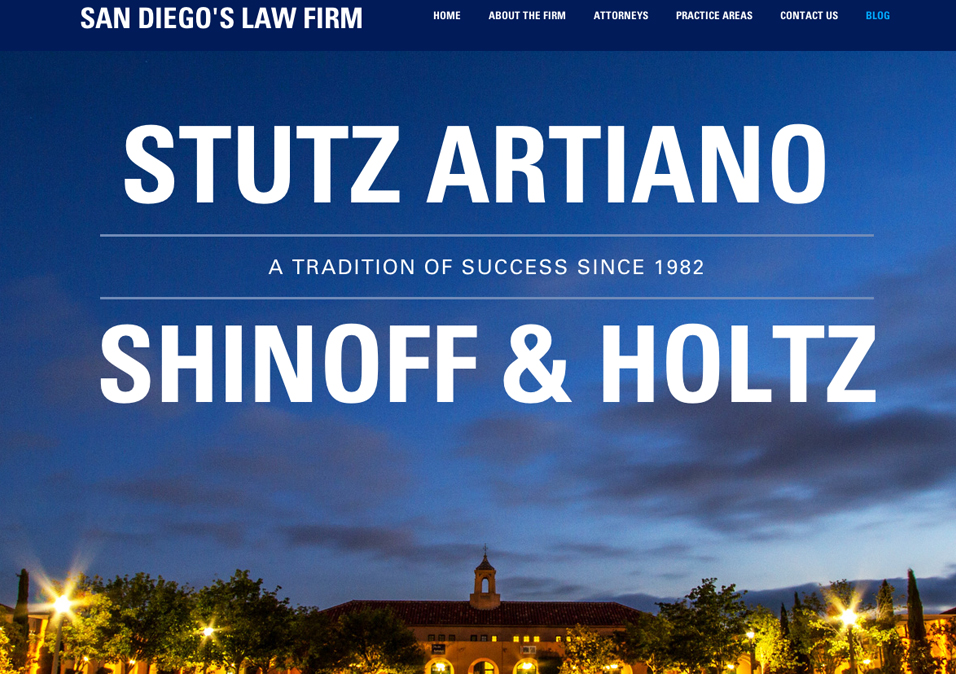 SAN DIEGO'S LAW FIRM
HOME ABOUT THE FIRM ATTORNEYS PRACTICE AREAS CONTACT US BLOG
STUTZ ARTIANO
A TRADITION OF SUCCESS SINCE 1982
SHINOFF & HOLTZ